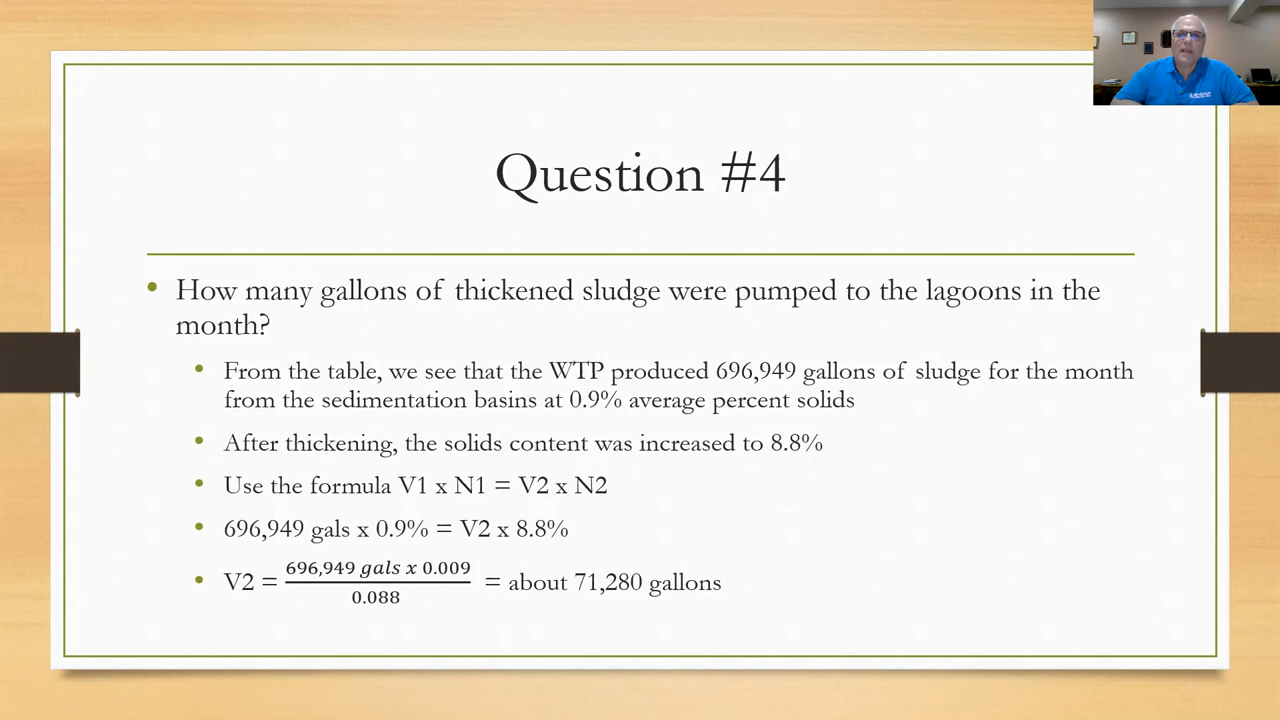 Question #4
How many gallons of thickened sludge were pumped to the lagoons in the
month?
From the table, we see that the WTP produced 696,949 gallons of sludge for the month
from the sedimentation basins at 0.9% average percent solids
After thickening, the solids content was increased to 8.8%
Use the formula V1 x N1 = V2 x N2
696,949 gals x 0.9% = V2 x 8.8%
V2 = 696,949 gals x 0.009 / 0.088 = about 71,280 gallons